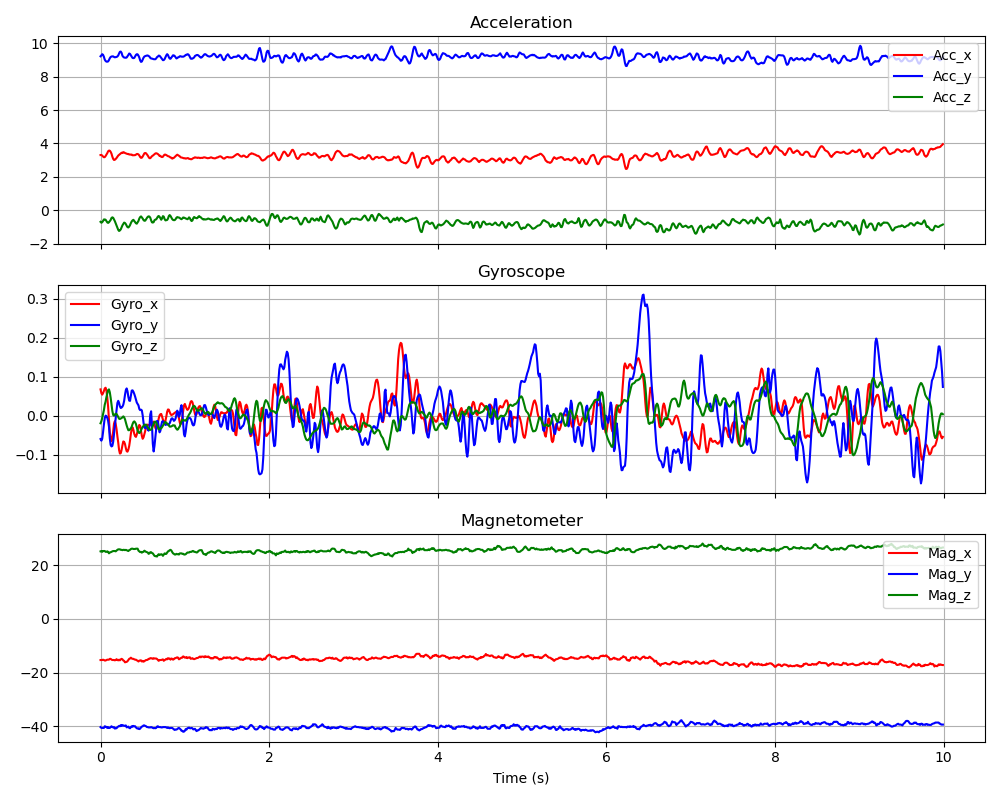 Acceleration
10
8
6
4
2
0
−2
Acc_x
Acc_y
Acc_z
Gyroscope
0.3
0.2
0.1
0.0
−0.1
Gyro_x
Gyro_y
Gyro_z
Magnetometer
20
0
−20
−40
Mag_x
Mag_y
Mag_z
0 2 4 6 8 10
Time (s)